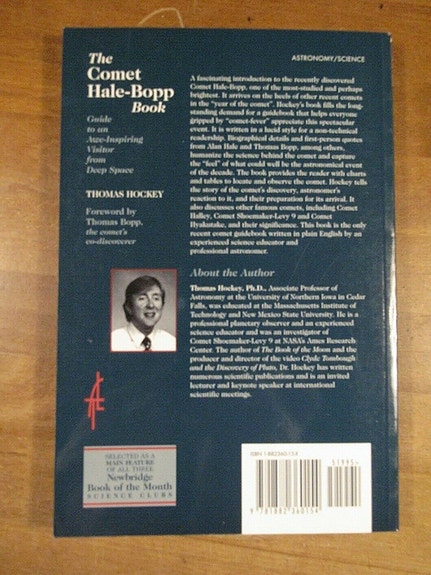 The
Comet
Hale-Bopp
Book
Guide
to an
Awe-Inspiring
Visitor
from
Deep Space
THOMAS HOCKEY
Foreword by
Thomas Bopp,
the comet's
co-discoverer
ASTRONOMY/SCIENCE
A fascinating introduction to the recently discovered
Comet Hale-Bopp, one of the most-studied and perhaps
brightest. It arrives on the heels of other recent comets
in the "year of the comet". Hockey's book fills the long-
standing demand for a guidebook that helps everyone
gripped by "comet-fever" appreciate this spectacular
event. It is written in a lucid style for a non-technical
readership. Biographical details and first-person quotes
from Alan Hale and Thomas Bopp, among others,
humanize the science behind the comet and capture
the "feel" of what could well be the astronomical event
of the decade. The book provides the reader with charts
and tables to locate and observe the comet. Hockey tells
the story of the comet's discovery, astronomer's
reaction to it, and their preparation for its arrival. It
also discusses other famous comets, including Comet
Halley, Comet Shoemaker-Levy 9 and Comet
Hyakutake, and their significance. This book is the only
recent comet guidebook written in plain English by an
experienced science educator and
professional astronomer.
About the Author
Thomas Hockey, Ph.D., Associate Professor of
Astronomy at the University of Northern Iowa in Cedar
Falls, was educated at the Massachusetts Institute of
Technology and New Mexico State University. He is a
professional planetary observer and an experienced
science educator and was an investigator of
Comet Shoemaker-Levy 9 at NASA's Ames Research
Center. The author of The Book of the Moon and the
producer and director of the video Clyde Tombaugh
and the Discovery of Pluto, Dr. Hockey has written
numerous scientific publications and is an invited
lecturer and keynote speaker at international
scientific meetings.
SELECTED AS A
MAIN FEATURE
OF ALL THREE
Newbridge
Book of the Month
SCIENCE CLUBS
ISBN 1-882360-15-4
51995>
9 781882 360154